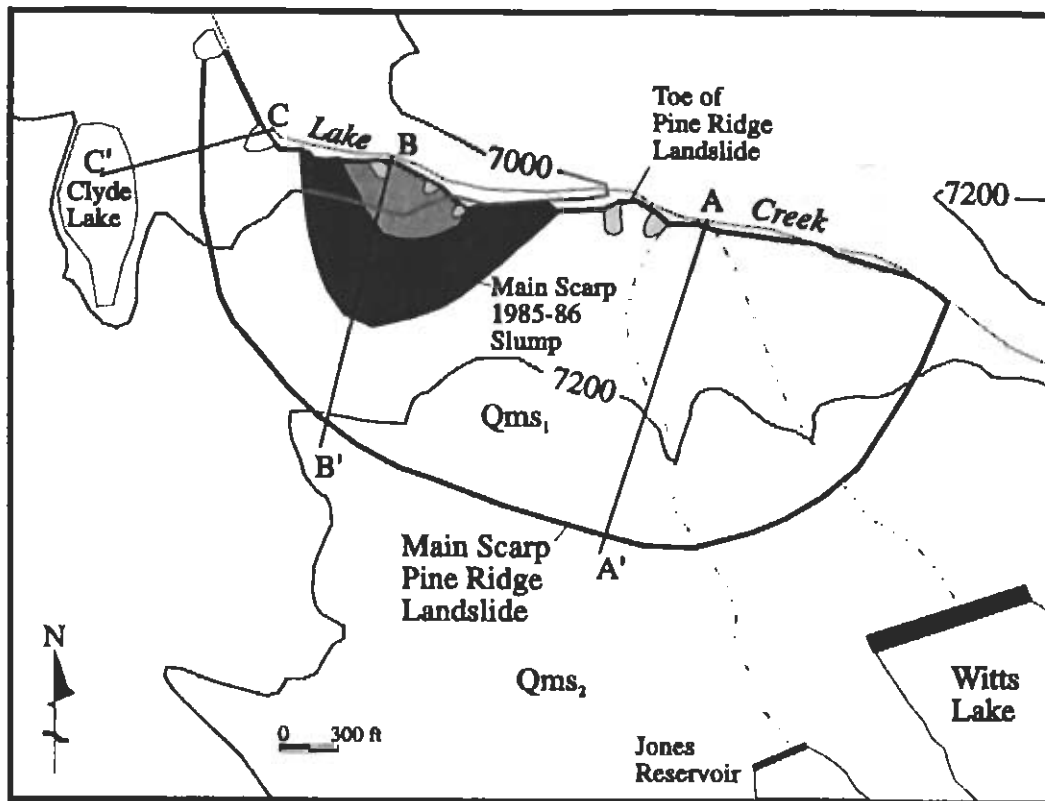 Toe of
Pine Ridge
Landslide
C
Lake
B
7000
C'
Clyde
Lake
A
Creek
7200
Main Scarp
1985-86
Slump
7200
Qms₁
B'
Main Scarp
Pine Ridge
Landslide
A'
N
Qms₂
Witts
Lake
0 300 ft
Jones
Reservoir